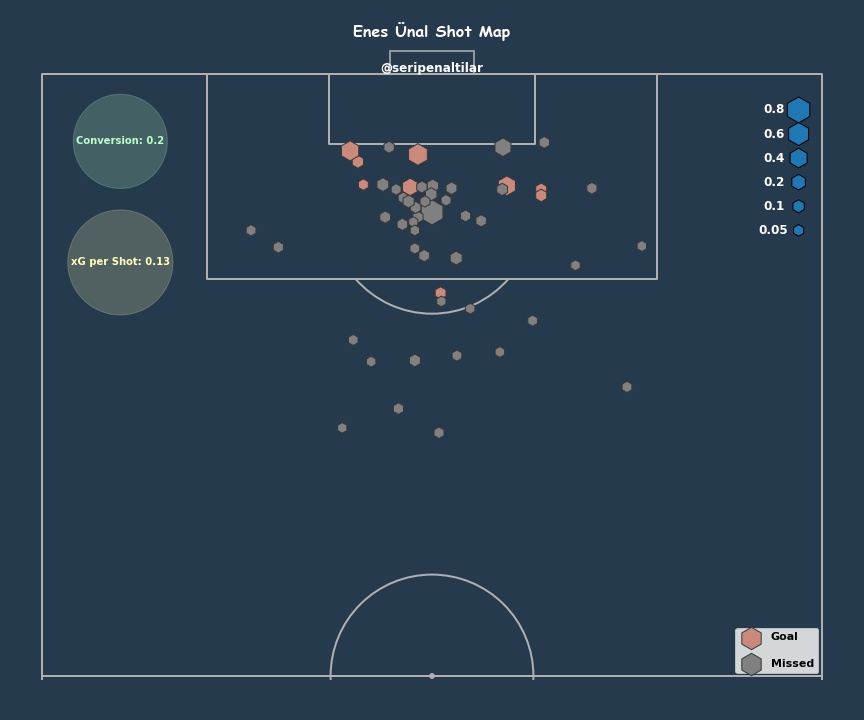 Enes Ünal Shot Map
@seripenaltilar
Conversion: 0.2
xG per Shot: 0.13
0.8
0.6
0.4
0.2
0.1
0.05
Goal
Missed